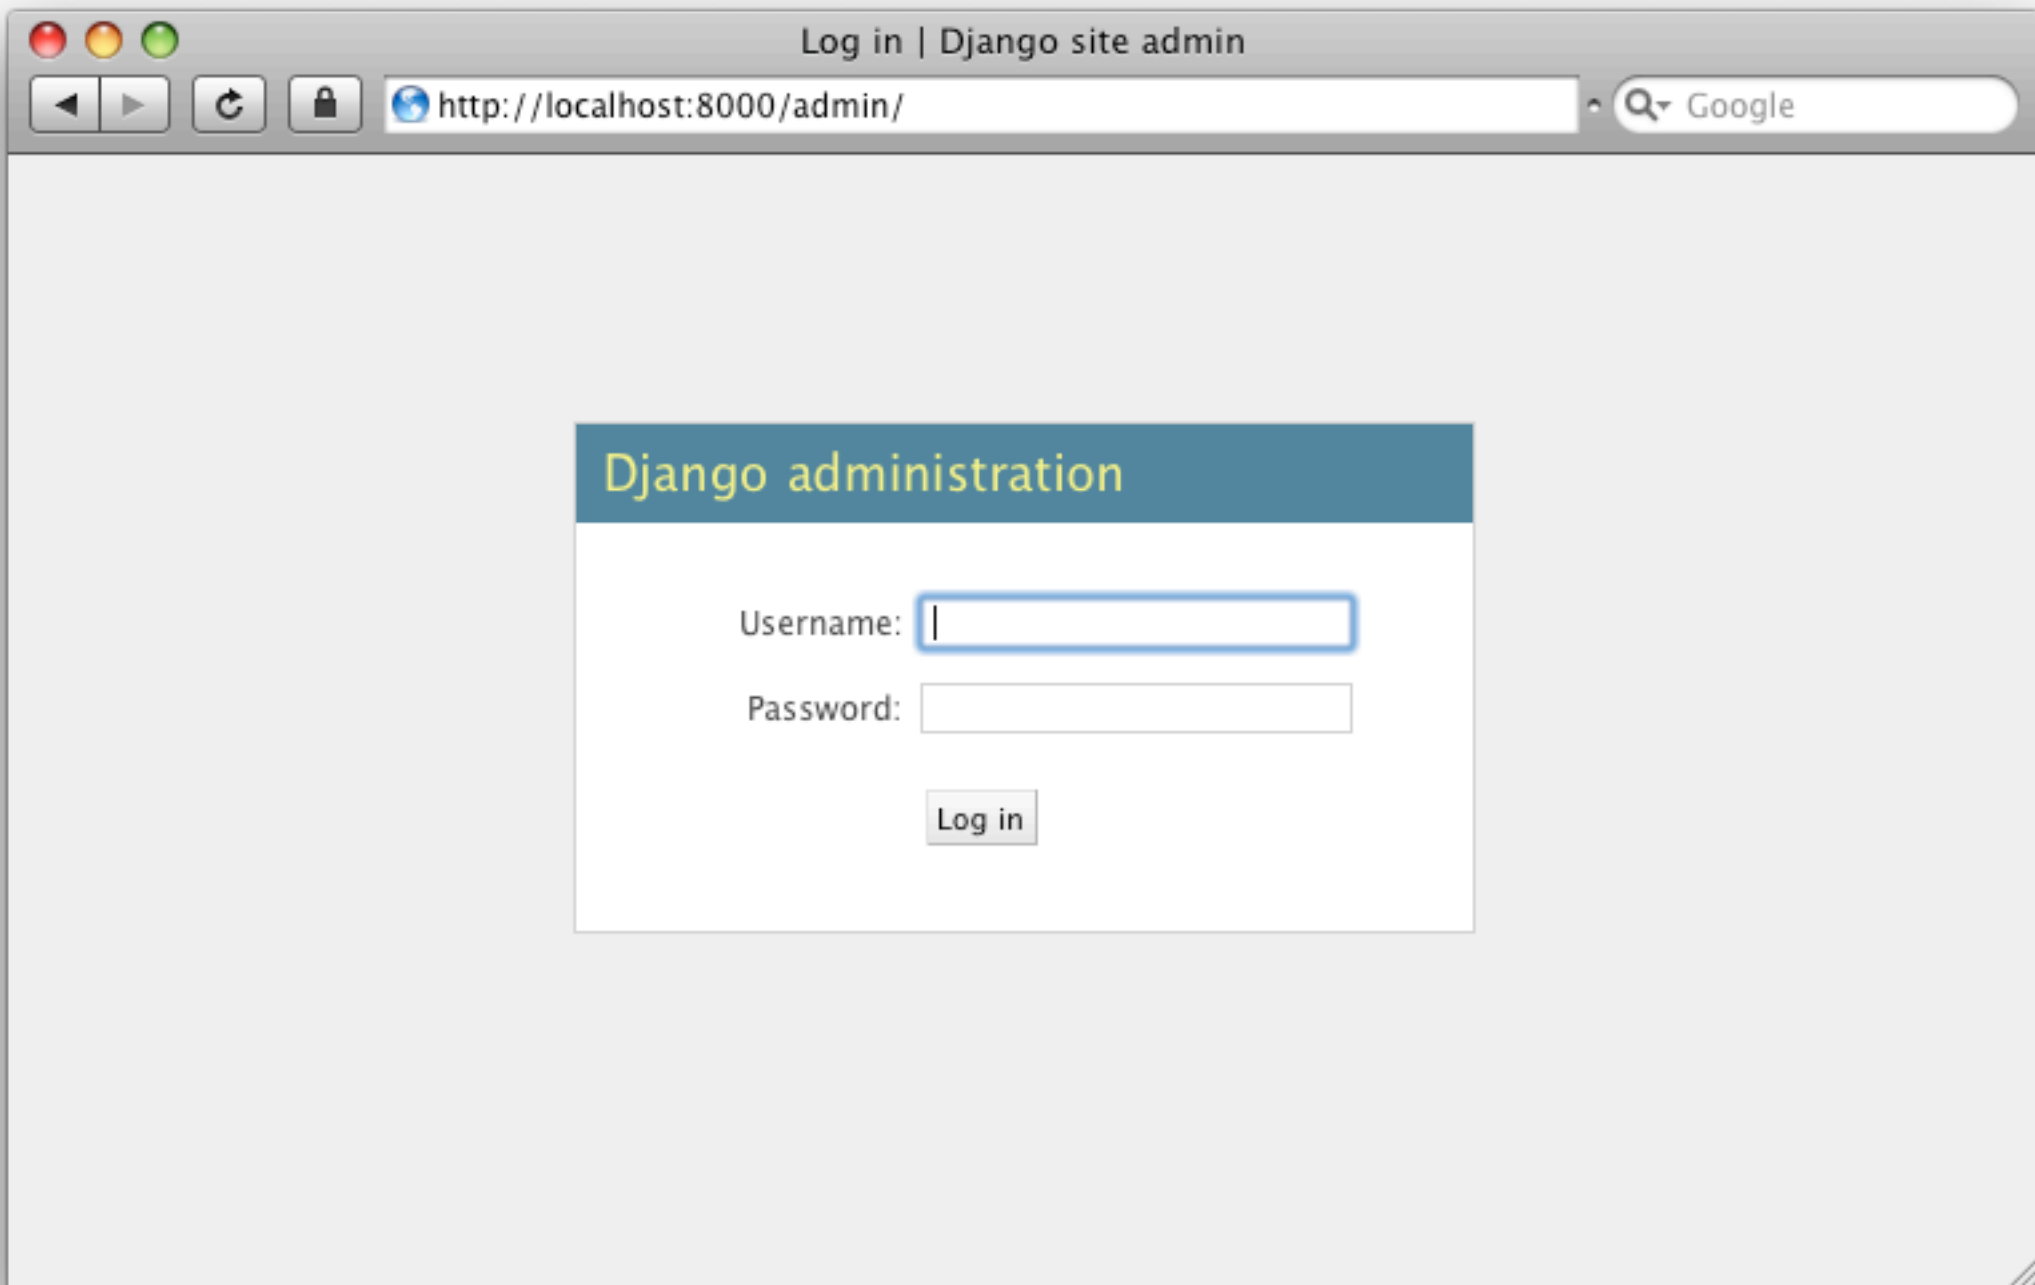 Log in | Django site admin
http://localhost:8000/admin/
Google
Django administration
Username:
Password:
Log in